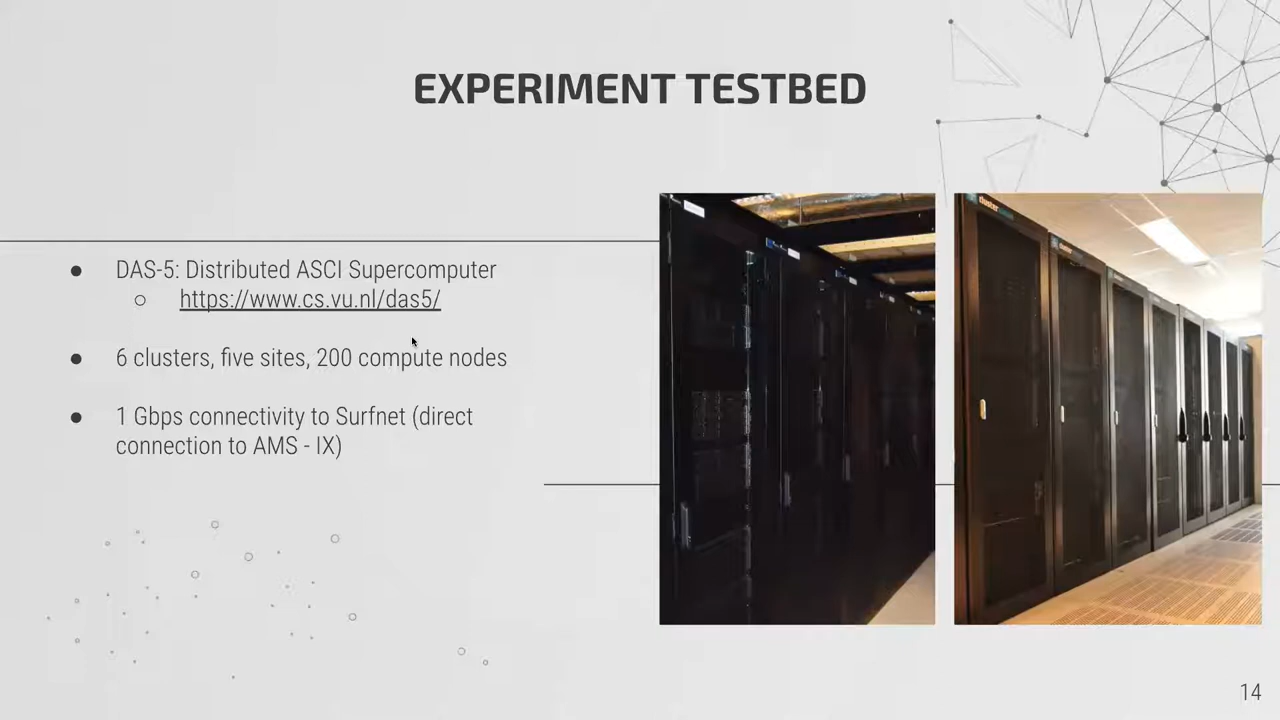 EXPERIMENT TESTBED
● DAS-5: Distributed ASCI Supercomputer
○ https://www.cs.vu.nl/das5/
● 6 clusters, five sites, 200 compute nodes
● 1 Gbps connectivity to Surfnet (direct
connection to AMS - IX)
cluster
14